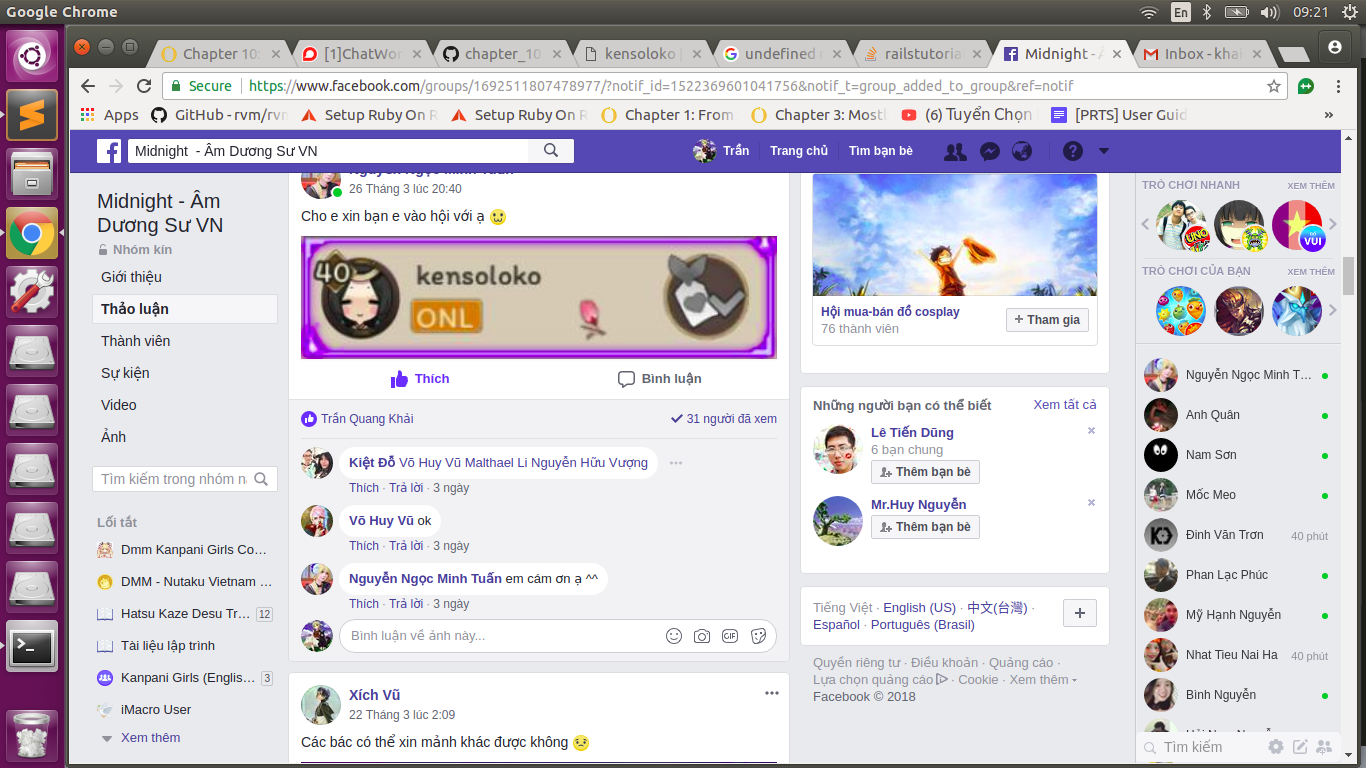 Google Chrome
En
09:21
Chapter 10:
[1]ChatWor
chapter_10
kensoloko |
undefined
railstutoria
Midnight - Â
Inbox - kha
Secure
https://www.facebook.com/groups/1692511807478977/?notif_id=1522369601041756&notif_t=group_added_to_group&ref=notif
Apps
GitHub - rvm/rvm
Setup Ruby On R
Setup Ruby On R
Chapter 1: From
Chapter 3: Most
(6) Tuyển Chọn
[PRTS] User Guid
»
Midnight - Âm Dương Sư VN
Trần
Trang chủ
Tìm bạn bè
Midnight - Âm
Dương Sư VN
Nhóm kín
Giới thiệu
Thảo luận
Thành viên
Sự kiện
Video
Ảnh
Tìm kiếm trong nhóm n
Lối tắt
Dmm Kanpani Girls Co…
DMM - Nutaku Vietnam …
Hatsu Kaze Desu Tr… 12
Tài liệu lập trình
Kanpani Girls (Englis… 3
iMacro User
Xem thêm
Nguyễn Ngọc Minh Tuấn
26 Tháng 3 lúc 20:40
Cho e xin bạn e vào hội với ạ
40
kensoloko
ONL
Thích
Bình luận
Trần Quang Khải
31 người đã xem
Kiệt Đỗ Võ Huy Vũ Malthael Li Nguyễn Hữu Vượng
Thích · Trả lời · 3 ngày
Võ Huy Vũ ok
Thích · Trả lời · 3 ngày
Nguyễn Ngọc Minh Tuấn em cám ơn ạ ^^
Thích · Trả lời · 3 ngày
Bình luận về ảnh này...
GIF
Xích Vũ
22 Tháng 3 lúc 2:09
Các bác có thể xin mảnh khác được không
Hội mua-bán đồ cosplay
76 thành viên
+ Tham gia
Những người bạn có thể biết
Xem tất cả
Lê Tiến Dũng
6 bạn chung
Thêm bạn bè
Mr.Huy Nguyễn
Thêm bạn bè
Tiếng Việt · English (US) · 中文(台灣) ·
Español · Português (Brasil)
Quyền riêng tư · Điều khoản · Quảng cáo ·
Lựa chọn quảng cáo · Cookie · Xem thêm
Facebook © 2018
TRÒ CHƠI NHANH
XEM THÊM
UNO
VUI
TRÒ CHƠI CỦA BẠN
XEM THÊM
Nguyễn Ngọc Minh T…
Anh Quân
Nam Sơn
Mốc Meo
Đinh Văn Trơn 40 phút
Phan Lạc Phúc
Mỹ Hạnh Nguyễn
Nhat Tieu Nai Ha 40 phút
Bình Nguyễn
Tìm kiếm